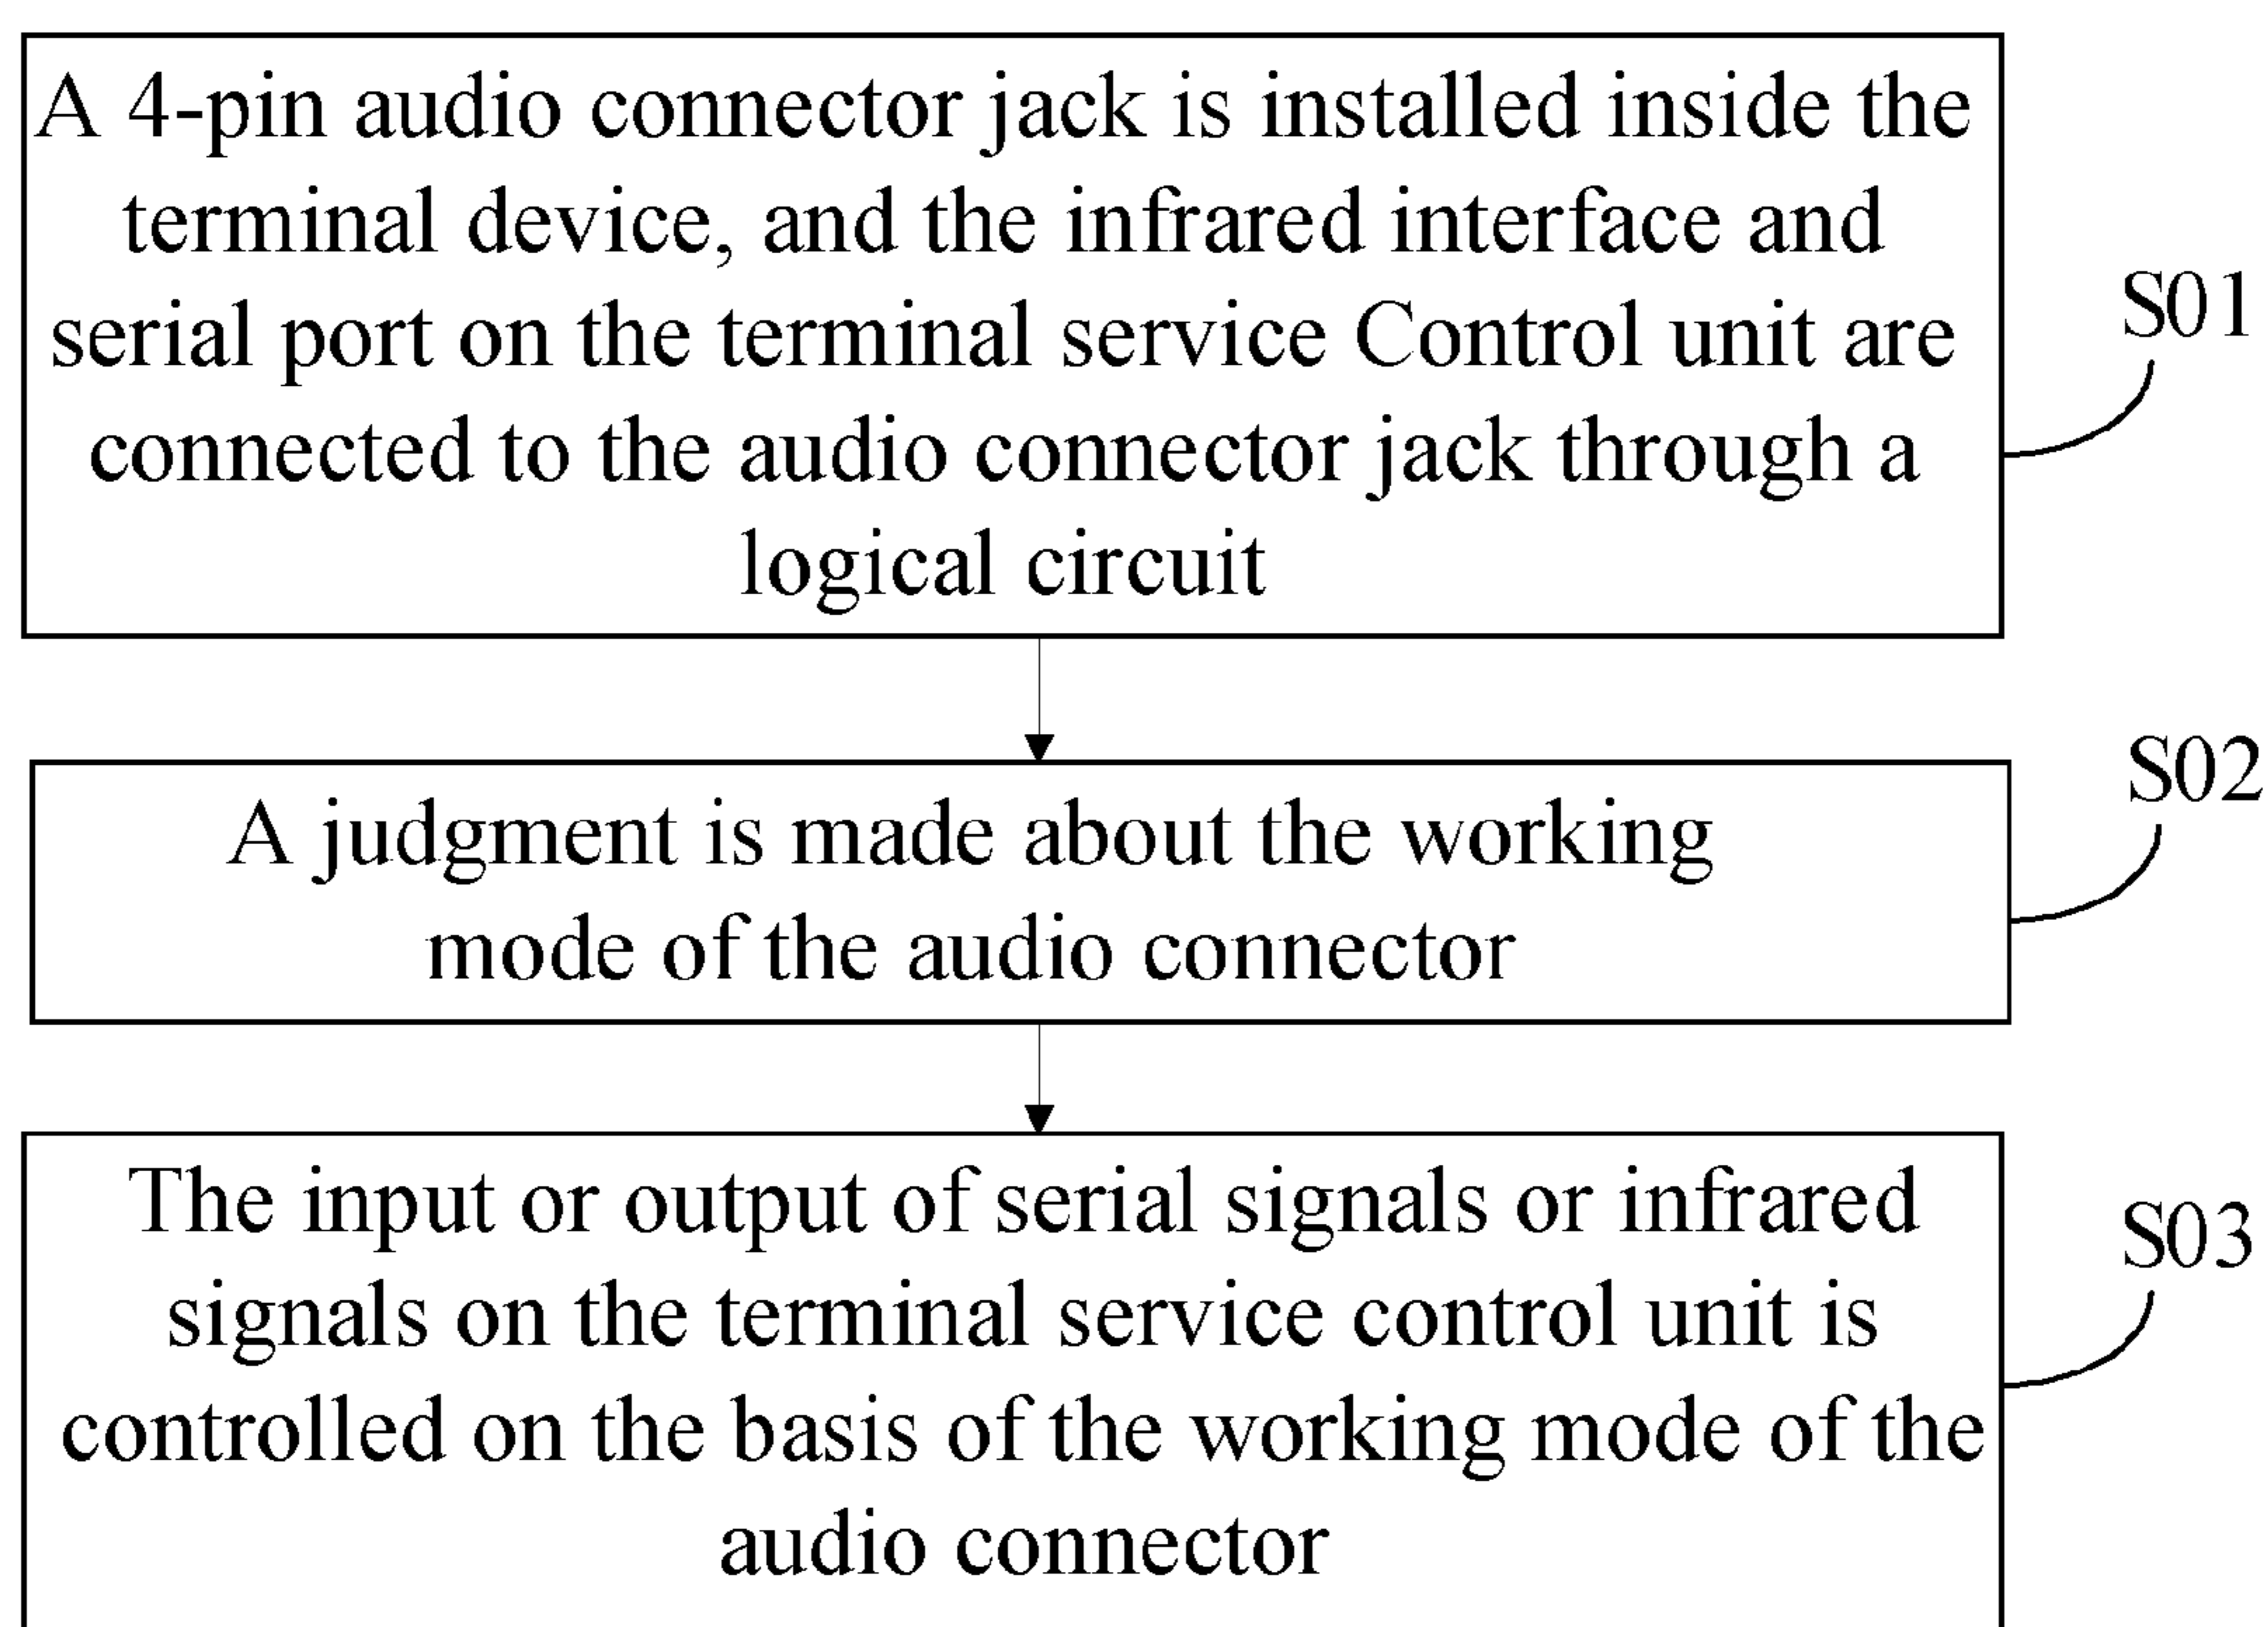 A 4-pin audio connector jack is installed inside the
terminal device, and the infrared interface and
serial port on the terminal service Control unit are
connected to the audio connector jack through a
logical circuit
S01
A judgment is made about the working
mode of the audio connector
S02
The input or output of serial signals or infrared
signals on the terminal service control unit is
controlled on the basis of the working mode of the
audio connector
S03